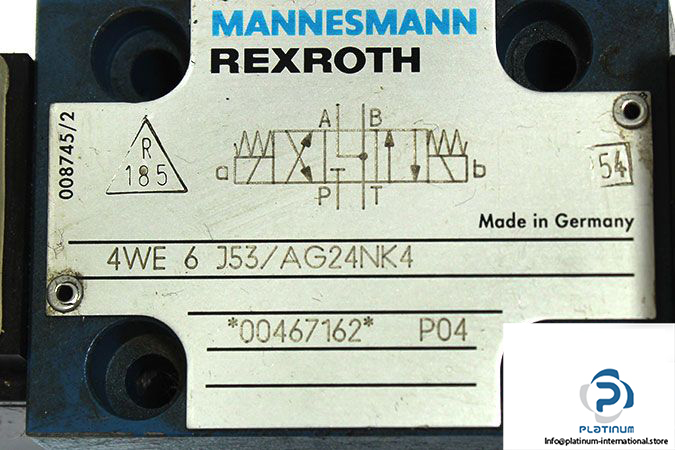 MANNESMANN
REXROTH
008745/2
R
185
A B
a b
P T T
54
Made in Germany
4WE 6 J53/AG24NK4
*00467162* P04
P
PLATINUM
Info@platinum-international.store